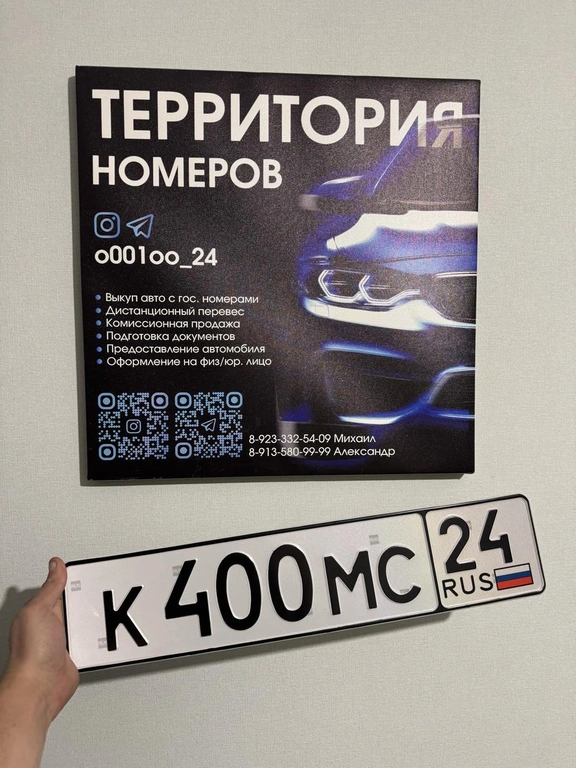 ТЕРРИТОРИЯ
НОМЕРОВ
o001oo_24
• Выкуп авто с гос. номерами
• Дистанционный перевес
• Комиссионная продажа
• Подготовка документов
• Предоставление автомобиля
• Оформление на физ/юр. лицо
8-923-332-54-09 Михаил
8-913-580-99-99 Александр
К 400 МС 24
RUS